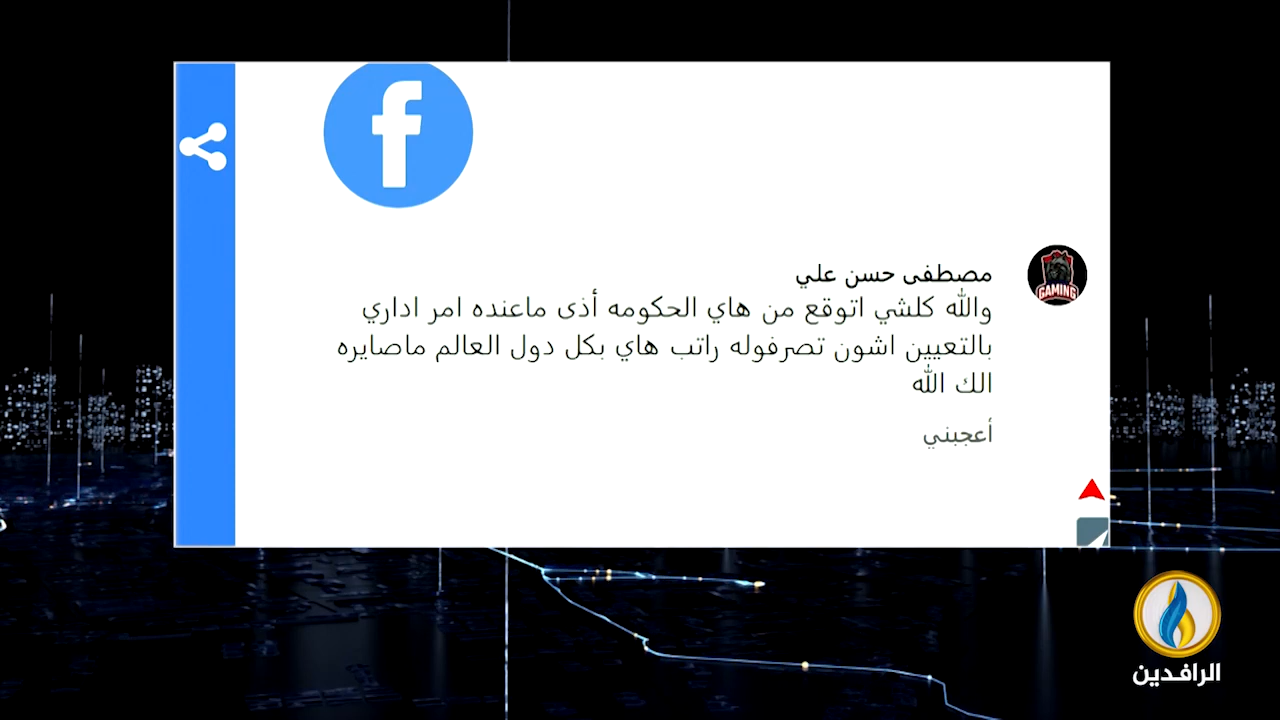 مصطفى حسن علي
GAMING
والله كلشي اتوقع من هاي الحكومه أذى ماعنده امر اداري
بالتعيين اشون تصرفوله راتب هاي بكل دول العالم ماصايره
الك الله
أعجبني
الرافدين